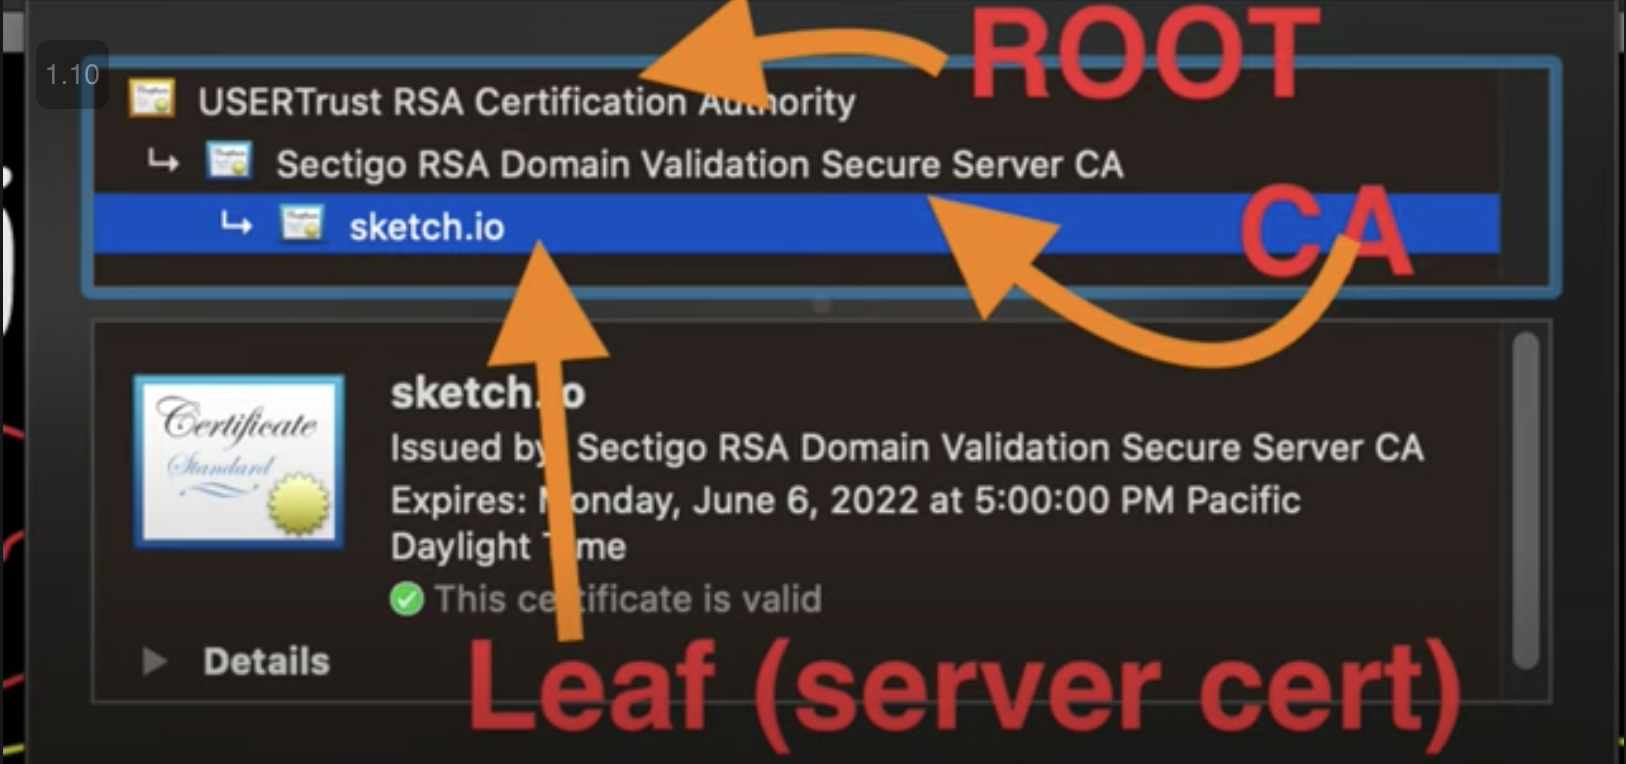 ROOT
1.10
USERTrust RSA Certification Authority
Sectigo RSA Domain Validation Secure Server CA
CA
sketch.io
Certificate
Standard
sketch.io
Issued by: Sectigo RSA Domain Validation Secure Server CA
Expires: Monday, June 6, 2022 at 5:00:00 PM Pacific
Daylight Time
This certificate is valid
Details
Leaf (server cert)